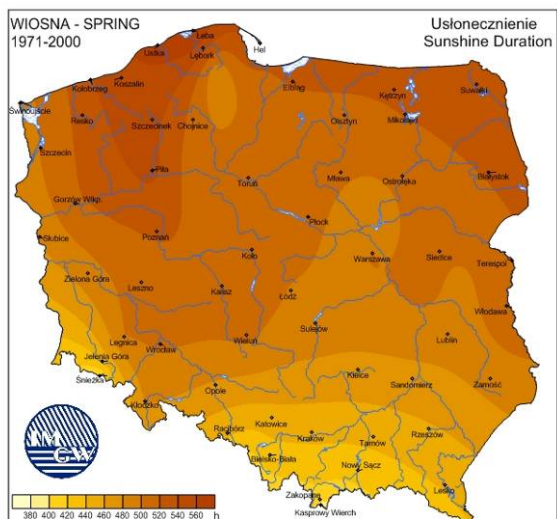 WIOSNA - SPRING
1971-2000
Usłonecznienie
Sunshine Duration
Łeba
Ustka
Lębork
Hel
Kołobrzeg
Koszalin
Elbląg
Kętrzyn
Suwałki
Świnoujście
Resko
Szczecinek
Chojnice
Olsztyn
Mikołajki
Szczecin
Piła
Toruń
Mława
Ostrołęka
Białystok
Gorzów Wlkp.
Płock
Słubice
Poznań
Koło
Warszawa
Siedlce
Terespol
Zielona Góra
Leszno
Kalisz
Łódź
Włodawa
Legnica
Wrocław
Wieluń
Sulejów
Lublin
Jelenia Góra
Śnieżka
Opole
Kielce
Sandomierz
Zamość
Kłodzko
Racibórz
Katowice
Kraków
Tarnów
Rzeszów
Bielsko-Biała
Nowy Sącz
Lesko
Zakopane
Kasprowy Wierch
IM
GW
380 400 420 440 460 480 500 520 540 560 h